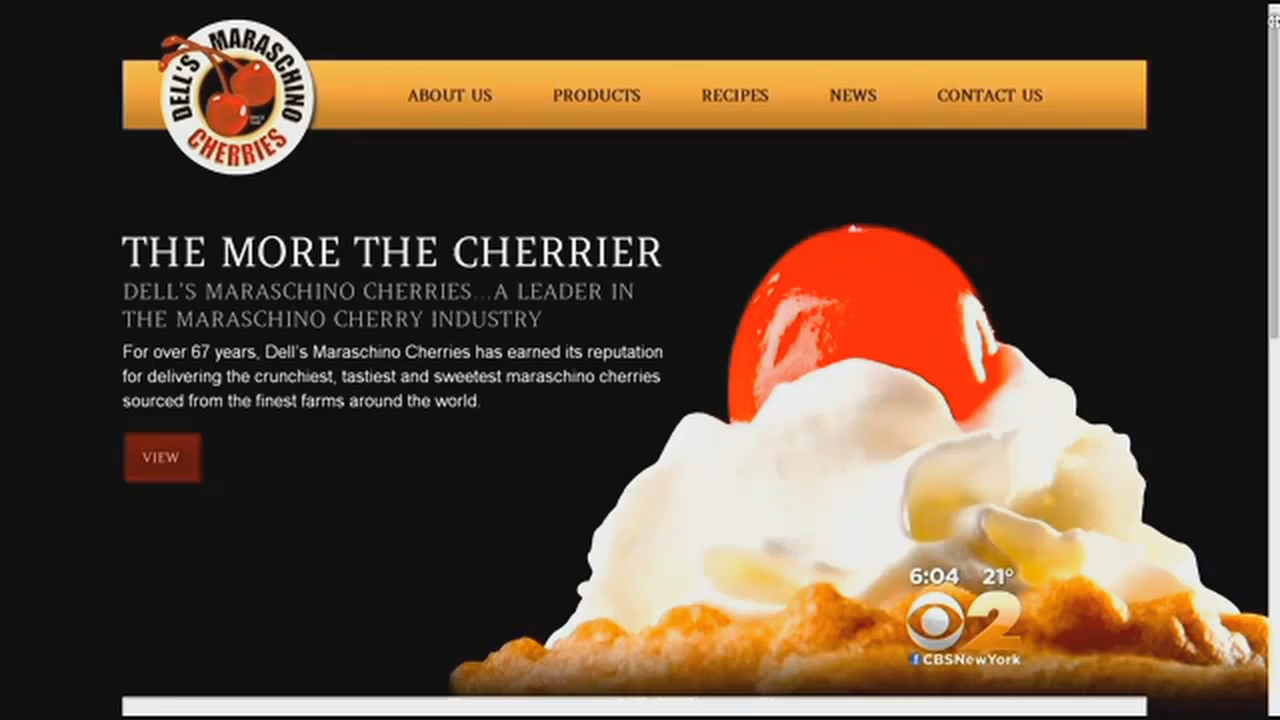 DELL'S MARASCHINO
CHERRIES
ABOUT US
PRODUCTS
RECIPES
NEWS
CONTACT US
THE MORE THE CHERRIER
DELL'S MARASCHINO CHERRIES...A LEADER IN
THE MARASCHINO CHERRY INDUSTRY
For over 67 years, Dell's Maraschino Cherries has earned its reputation
for delivering the crunchiest, tastiest and sweetest maraschino cherries
sourced from the finest farms around the world.
VIEW
6:04 21°
2
f CBSNewYork